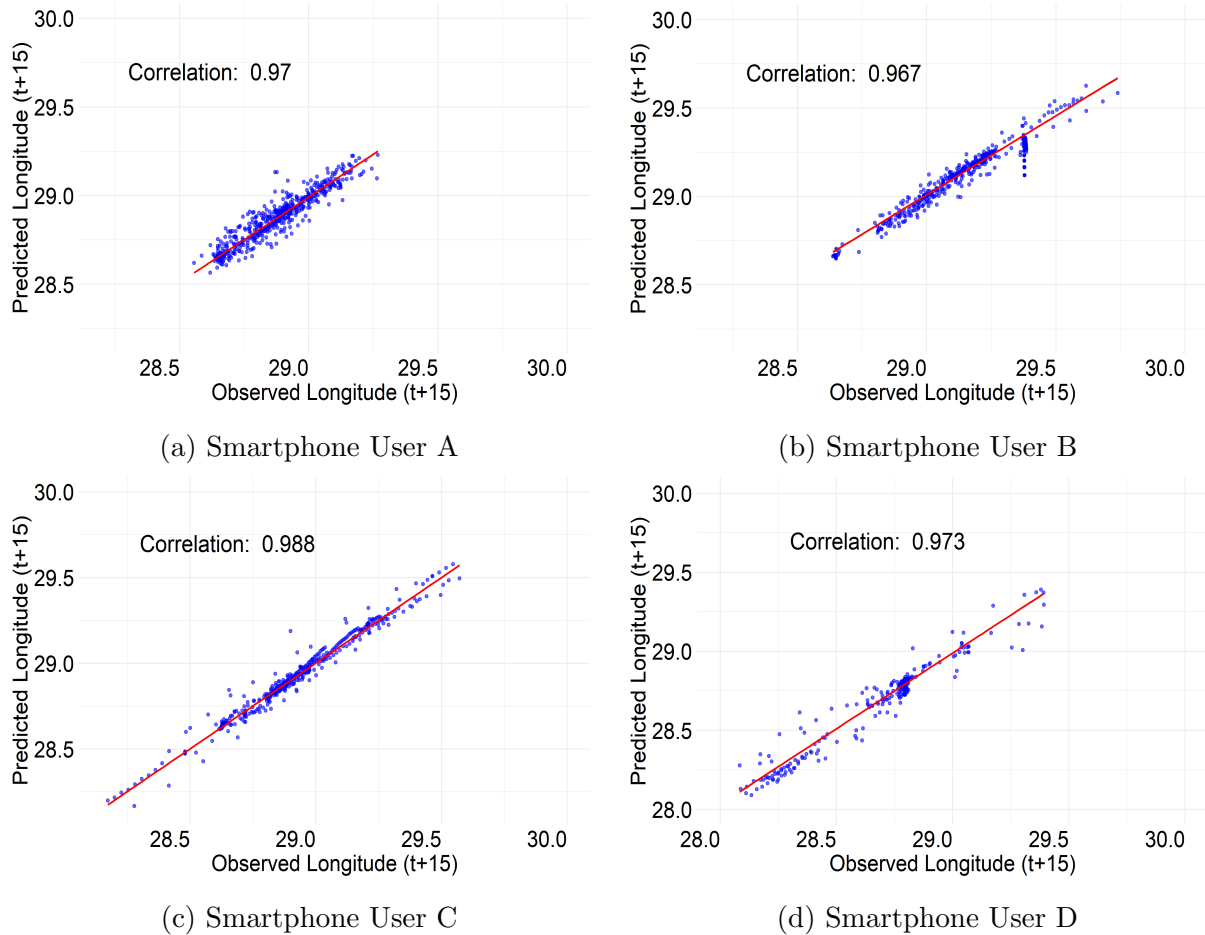 30.0
29.5
29.0
28.5
Predicted Longitude (t+15)
Correlation: 0.97
28.5 29.0 29.5 30.0
Observed Longitude (t+15)
(a) Smartphone User A
30.0
29.5
29.0
28.5
Predicted Longitude (t+15)
Correlation: 0.967
28.5 29.0 29.5 30.0
Observed Longitude (t+15)
(b) Smartphone User B
30.0
29.5
29.0
28.5
Predicted Longitude (t+15)
Correlation: 0.988
28.5 29.0 29.5 30.0
Observed Longitude (t+15)
(c) Smartphone User C
30.0
29.5
29.0
28.5
28.0
Predicted Longitude (t+15)
Correlation: 0.973
28.0 28.5 29.0 29.5 30.0
Observed Longitude (t+15)
(d) Smartphone User D